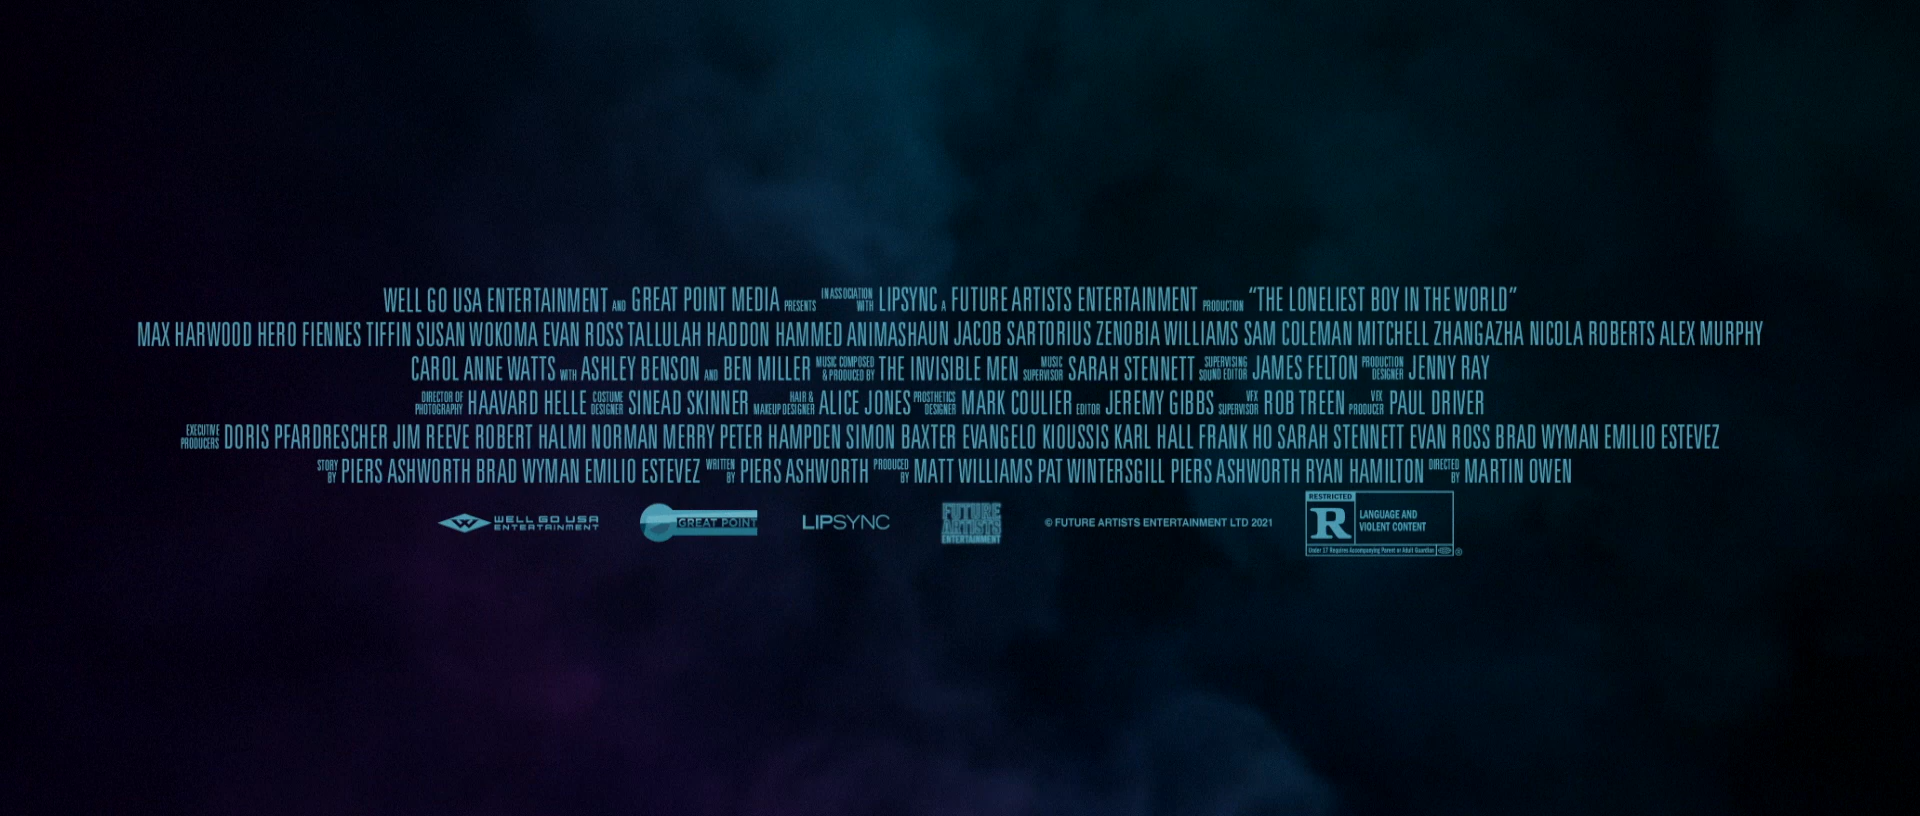 WELL GO USA ENTERTAINMENT AND GREAT POINT MEDIA PRESENTS IN ASSOCIATION WITH LIPSYNC A FUTURE ARTISTS ENTERTAINMENT PRODUCTION “THE LONELIEST BOY IN THE WORLD”
MAX HARWOOD HERO FIENNES TIFFIN SUSAN WOKOMA EVAN ROSS TALLULAH HADDON HAMMED ANIMASHAUN JACOB SARTORIUS ZENOBIA WILLIAMS SAM COLEMAN MITCHELL ZHANGAZHA NICOLA ROBERTS ALEX MURPHY
CAROL ANNE WATTS WITH ASHLEY BENSON AND BEN MILLER MUSIC COMPOSED & PRODUCED BY THE INVISIBLE MEN MUSIC SUPERVISOR SARAH STENNETT SUPERVISING SOUND EDITOR JAMES FELTON PRODUCTION DESIGNER JENNY RAY
DIRECTOR OF PHOTOGRAPHY HAAVARD HELLE COSTUME DESIGNER SINEAD SKINNER HAIR & MAKEUP DESIGNER ALICE JONES PROSTHETICS DESIGNER MARK COULIER EDITOR JEREMY GIBBS VFX SUPERVISOR ROB TREEN VFX PRODUCER PAUL DRIVER
EXECUTIVE PRODUCERS DORIS PFARDRESCHER JIM REEVE ROBERT HALMI NORMAN MERRY PETER HAMPDEN SIMON BAXTER EVANGELO KIOUSSIS KARL HALL FRANK HO SARAH STENNETT EVAN ROSS BRAD WYMAN EMILIO ESTEVEZ
STORY BY PIERS ASHWORTH BRAD WYMAN EMILIO ESTEVEZ WRITTEN BY PIERS ASHWORTH PRODUCED BY MATT WILLIAMS PAT WINTERSGILL PIERS ASHWORTH RYAN HAMILTON DIRECTED BY MARTIN OWEN
WELL GO USA ENTERTAINMENT
GREAT POINT
LIPSYNC
FUTURE ARTISTS ENTERTAINMENT
© FUTURE ARTISTS ENTERTAINMENT LTD 2021
RESTRICTED
R
LANGUAGE AND
VIOLENT CONTENT
Under 17 Requires Accompanying Parent or Adult Guardian ®